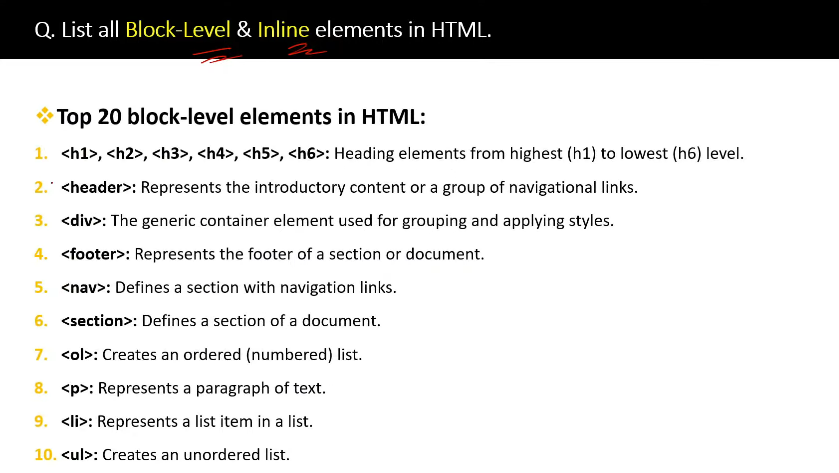 Q. List all Block-Level & Inline elements in HTML.
Top 20 block-level elements in HTML:
1. <h1>, <h2>, <h3>, <h4>, <h5>, <h6>: Heading elements from highest (h1) to lowest (h6) level.
2. <header>: Represents the introductory content or a group of navigational links.
3. <div>: The generic container element used for grouping and applying styles.
4. <footer>: Represents the footer of a section or document.
5. <nav>: Defines a section with navigation links.
6. <section>: Defines a section of a document.
7. <ol>: Creates an ordered (numbered) list.
8. <p>: Represents a paragraph of text.
9. <li>: Represents a list item in a list.
10. <ul>: Creates an unordered list.